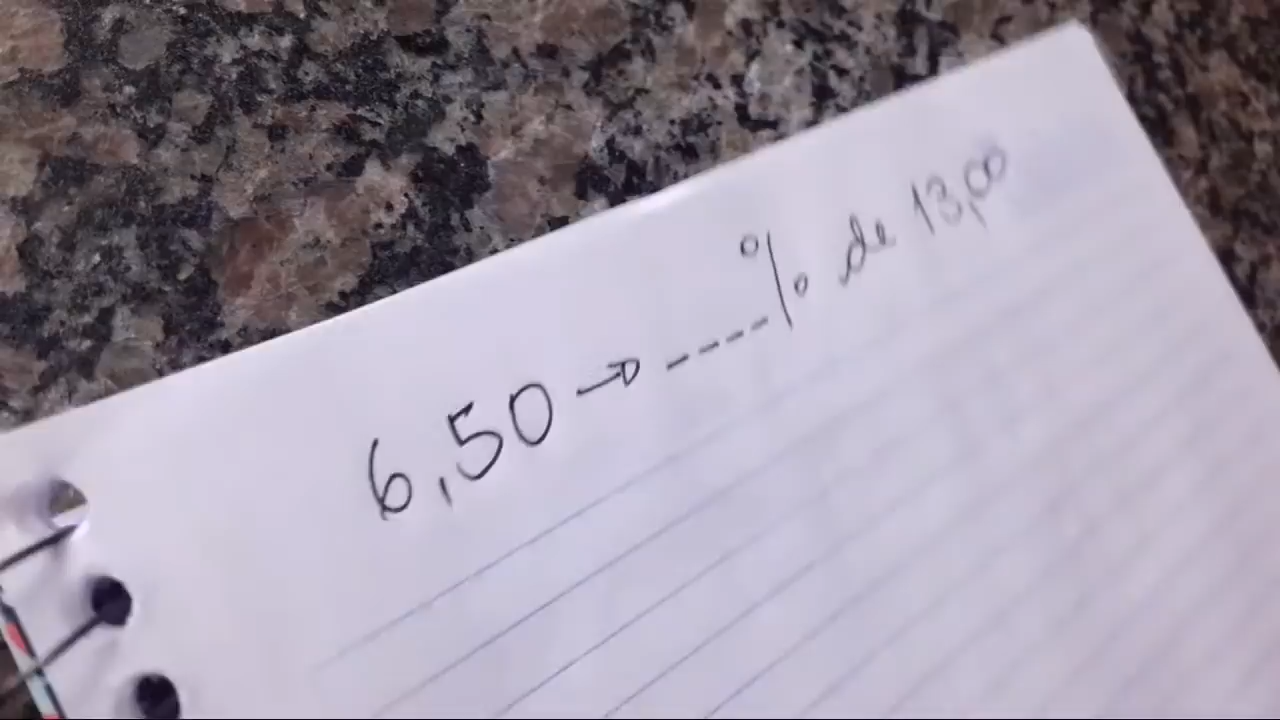 6,50 → ----% de 13,00